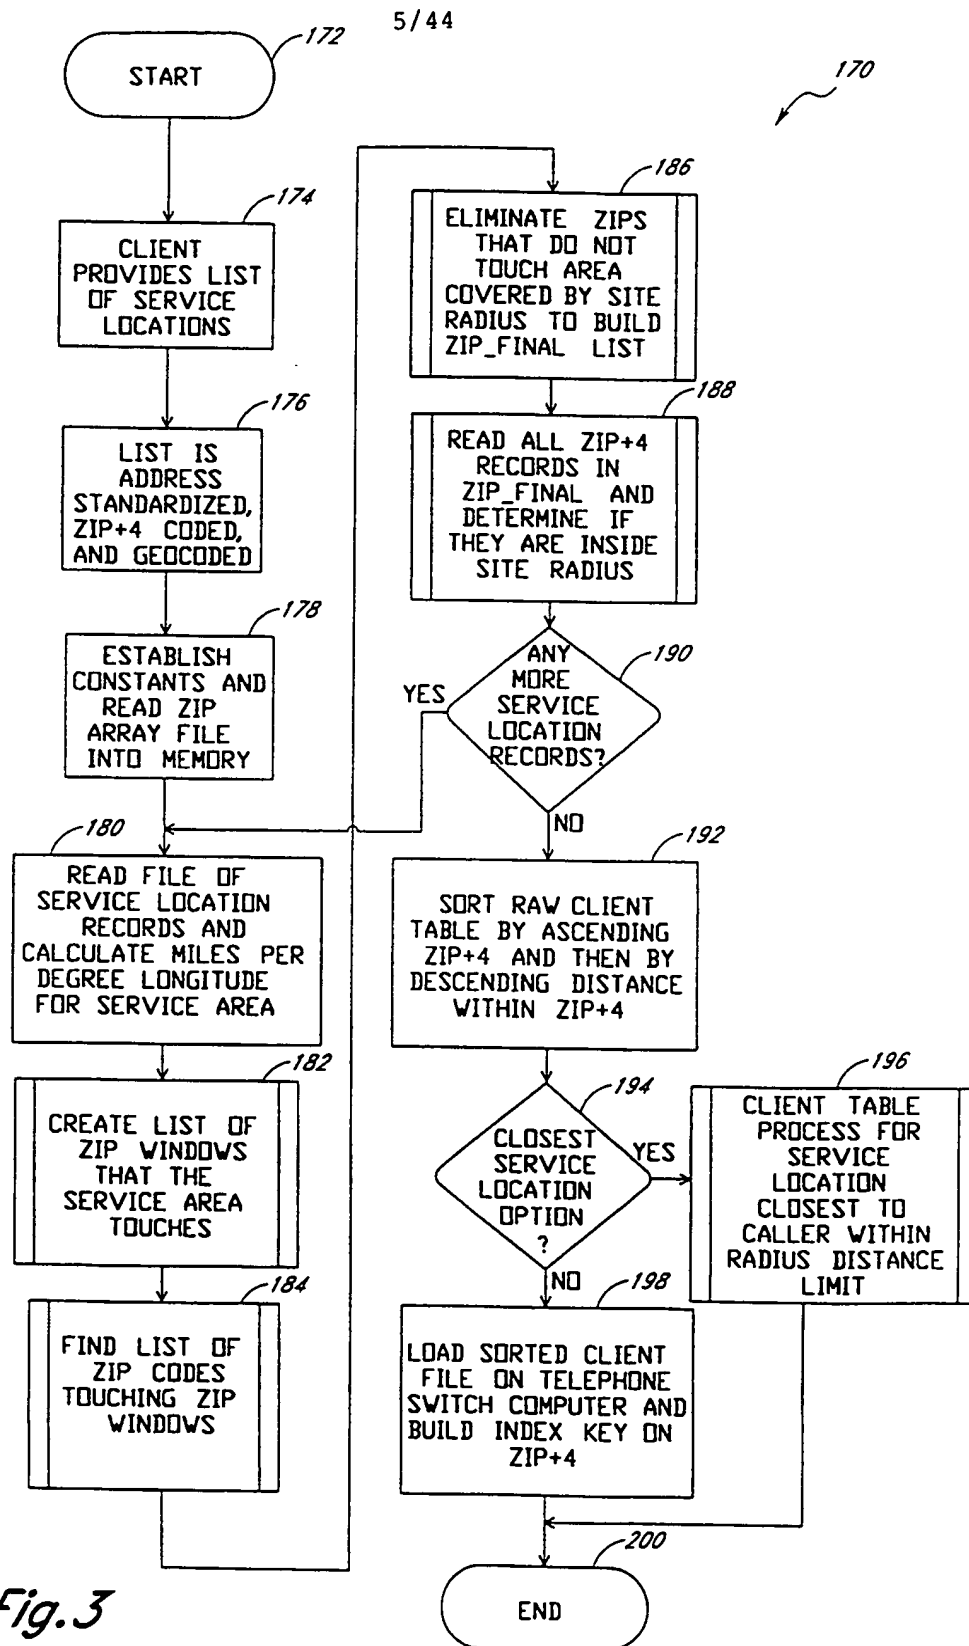 5/44
172
START
170
174
CLIENT
PROVIDES LIST
OF SERVICE
LOCATIONS
176
LIST IS
ADDRESS
STANDARDIZED,
ZIP+4 CODED,
AND GEOCODED
178
ESTABLISH
CONSTANTS AND
READ ZIP
ARRAY FILE
INTO MEMORY
180
READ FILE OF
SERVICE LOCATION
RECORDS AND
CALCULATE MILES PER
DEGREE LONGITUDE
FOR SERVICE AREA
182
CREATE LIST OF
ZIP WINDOWS
THAT THE
SERVICE AREA
TOUCHES
184
FIND LIST OF
ZIP CODES
TOUCHING ZIP
WINDOWS
186
ELIMINATE ZIPS
THAT DO NOT
TOUCH AREA
COVERED BY SITE
RADIUS TO BUILD
ZIP_FINAL LIST
188
READ ALL ZIP+4
RECORDS IN
ZIP_FINAL AND
DETERMINE IF
THEY ARE INSIDE
SITE RADIUS
190
ANY
MORE
SERVICE
LOCATION
RECORDS?
YES
NO
192
SORT RAW CLIENT
TABLE BY ASCENDING
ZIP+4 AND THEN BY
DESCENDING DISTANCE
WITHIN ZIP+4
194
CLOSEST
SERVICE
LOCATION
OPTION
?
YES
NO
196
CLIENT TABLE
PROCESS FOR
SERVICE
LOCATION
CLOSEST TO
CALLER WITHIN
RADIUS DISTANCE
LIMIT
198
LOAD SORTED CLIENT
FILE ON TELEPHONE
SWITCH COMPUTER AND
BUILD INDEX KEY ON
ZIP+4
200
END
Fig.3